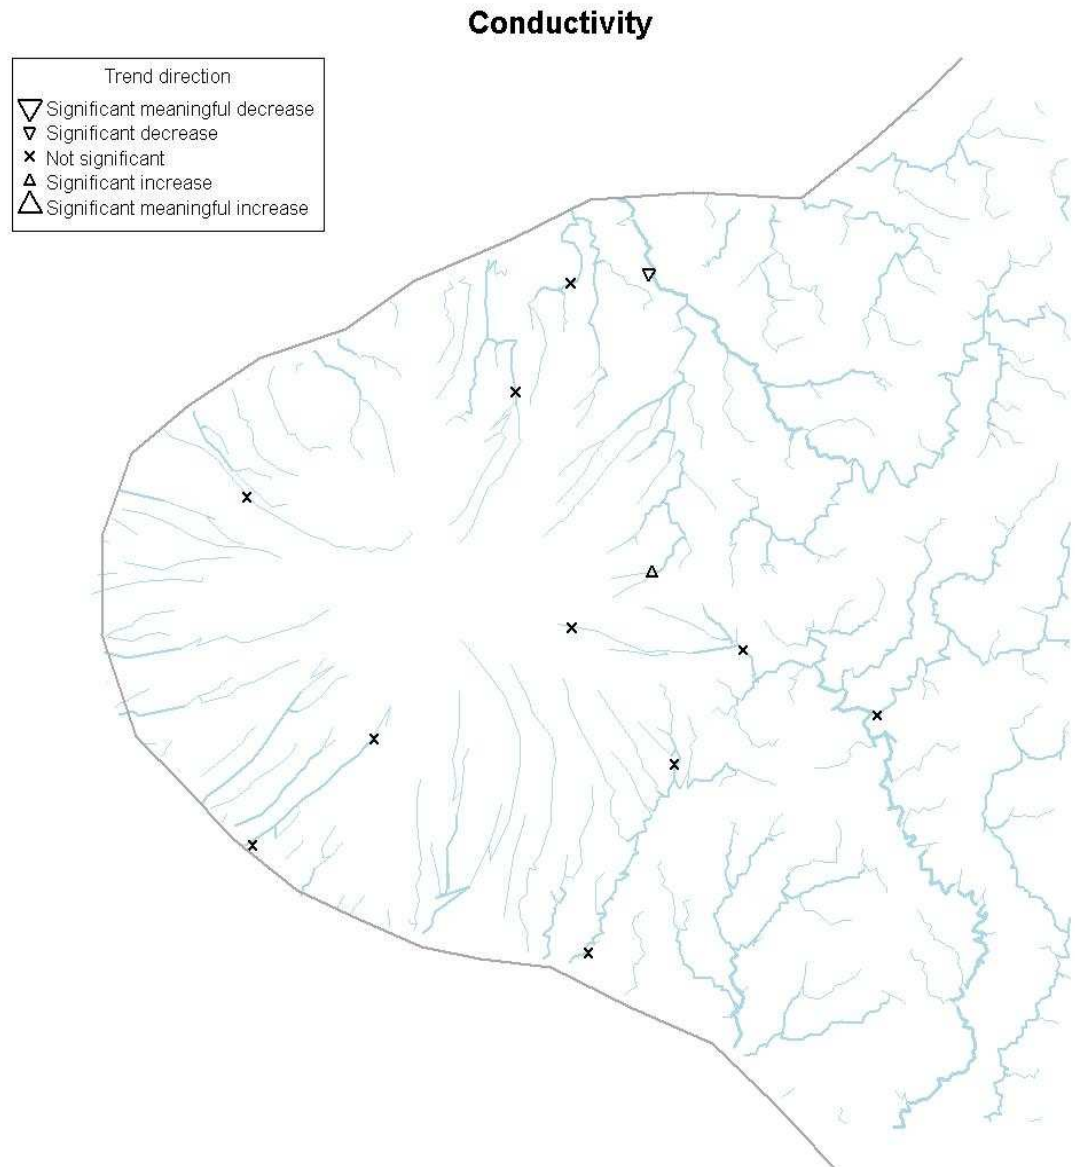 Conductivity
Trend direction
Significant meaningful decrease
Significant decrease
Not significant
Significant increase
Significant meaningful increase